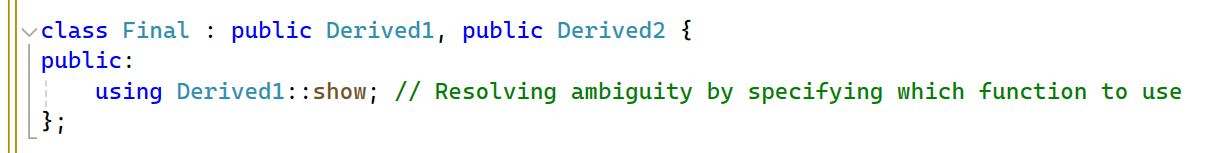 class Final : public Derived1, public Derived2 {
public:
    using Derived1::show; // Resolving ambiguity by specifying which function to use
};